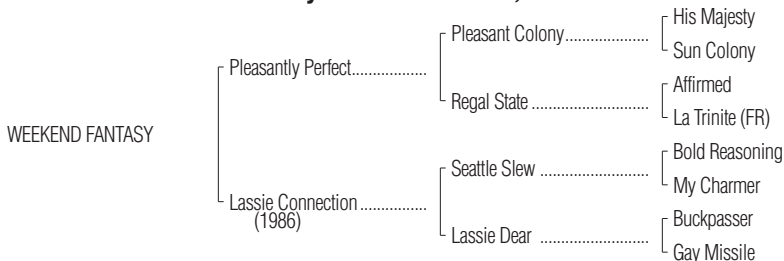 His Majesty
Pleasant Colony....................
Sun Colony
Pleasantly Perfect.................
Affirmed
Regal State ..........................
La Trinite (FR)
WEEKEND FANTASY
Bold Reasoning
Seattle Slew ........................
My Charmer
Lassie Connection ...............
(1986)
Buckpasser
Lassie Dear ........................
Gay Missile